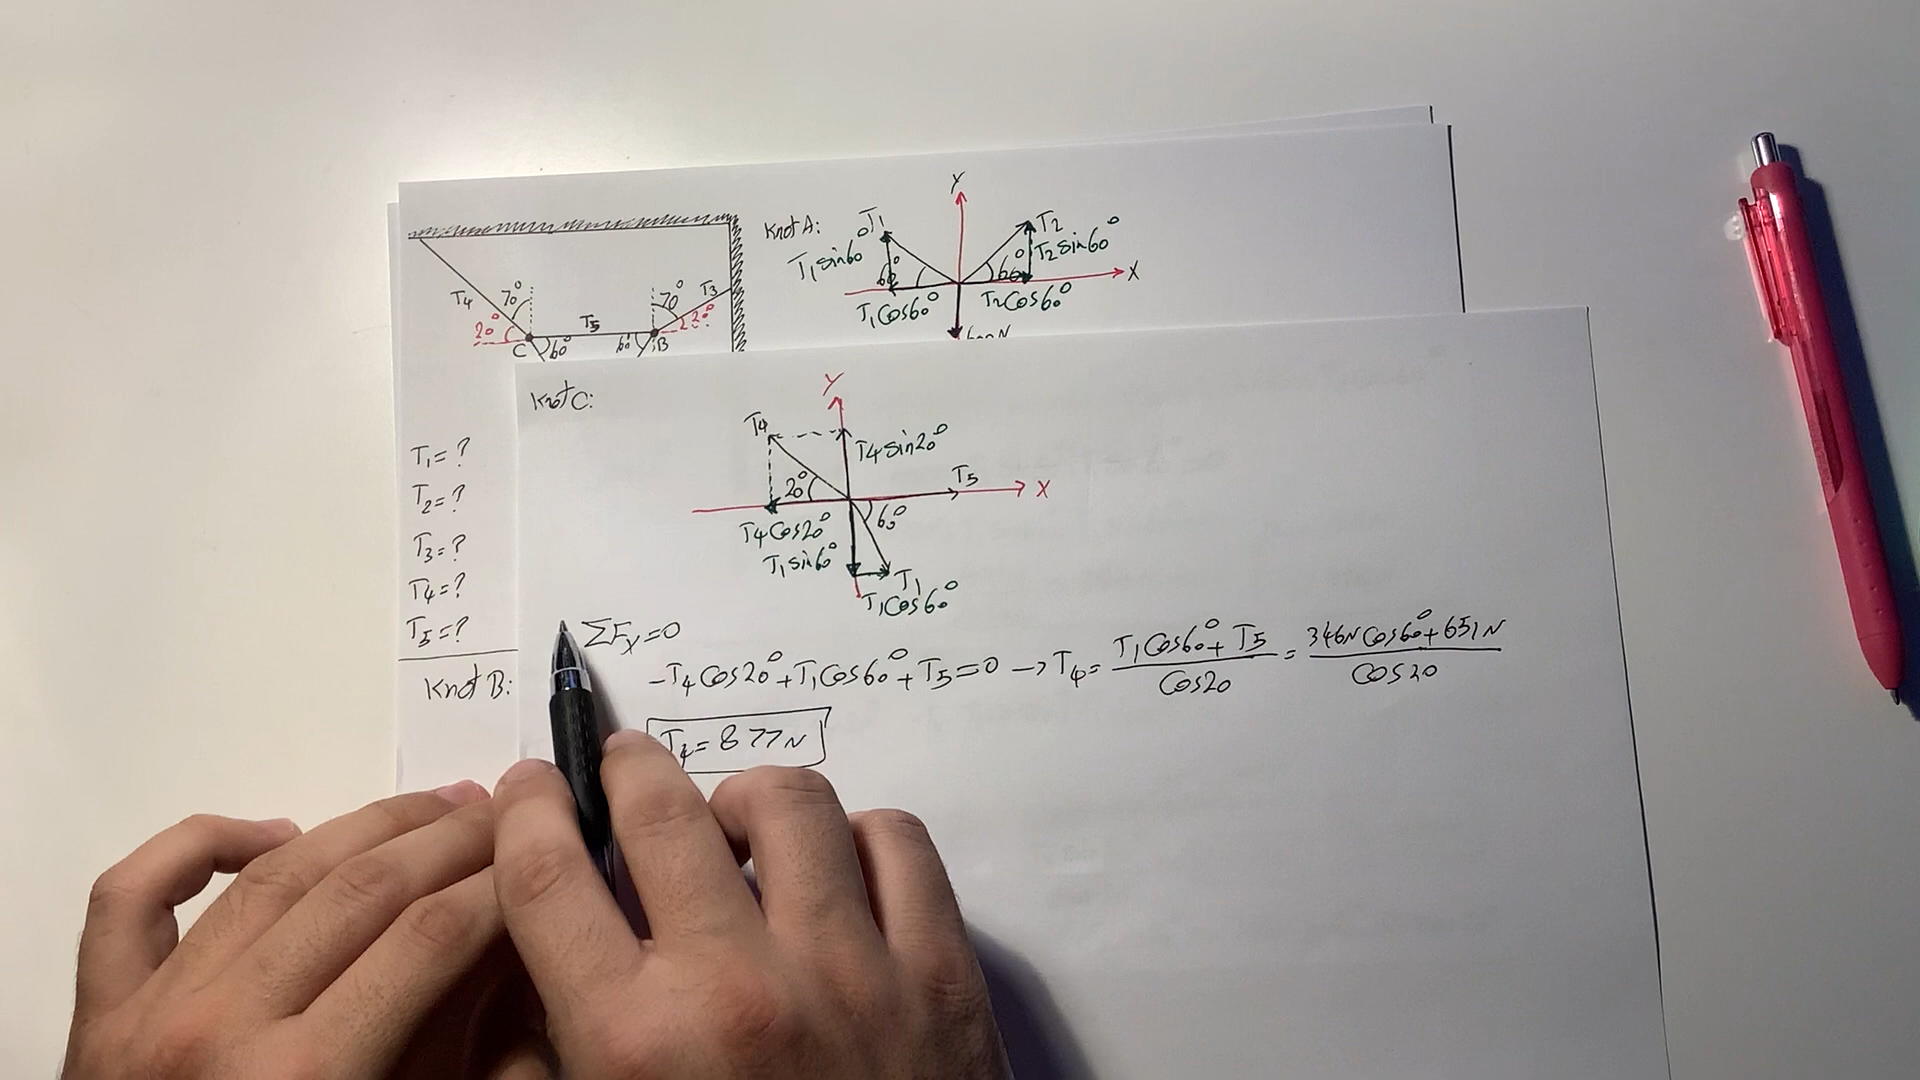 Knot A:
Y
T1
T2
T1 sin60°
T2 sin60°
60°
60°
X
T1 Cos60°
T2 Cos60°
600N
T4
70°
70°
T3
20°
T5
20°
C
60°
60°
B
Knot C:
Y
T4
T4 sin20°
20°
T5
X
T4 Cos20°
60°
T1 sin60°
T1
T1 Cos60°
T1=?
T2=?
T3=?
T4=?
T5=?
Knot B:
ΣFx=0
-T4 Cos20°+T1 Cos60°+T5=0 → T4= (T1 Cos60°+T5)/Cos20 = (346N Cos60°+651N)/Cos20
T4=877N